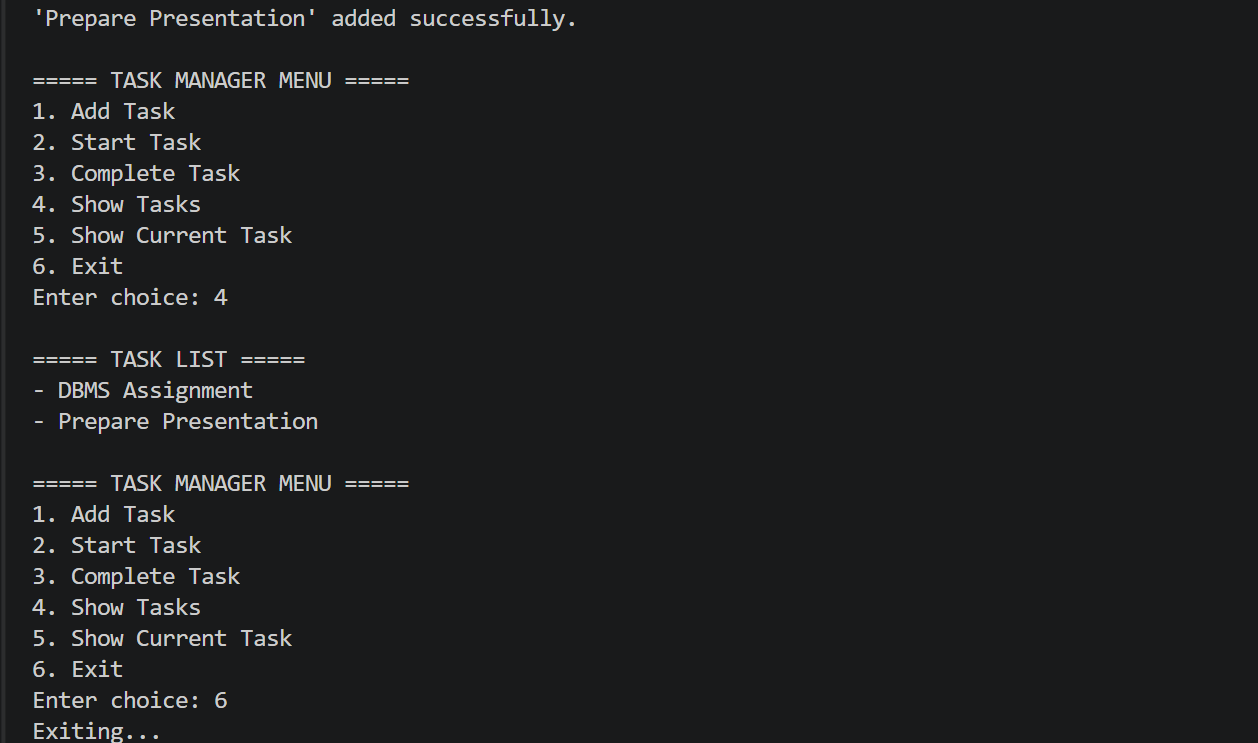 'Prepare Presentation' added successfully.
===== TASK MANAGER MENU =====
1. Add Task
2. Start Task
3. Complete Task
4. Show Tasks
5. Show Current Task
6. Exit
Enter choice: 4
===== TASK LIST =====
- DBMS Assignment
- Prepare Presentation
===== TASK MANAGER MENU =====
1. Add Task
2. Start Task
3. Complete Task
4. Show Tasks
5. Show Current Task
6. Exit
Enter choice: 6
Exiting...